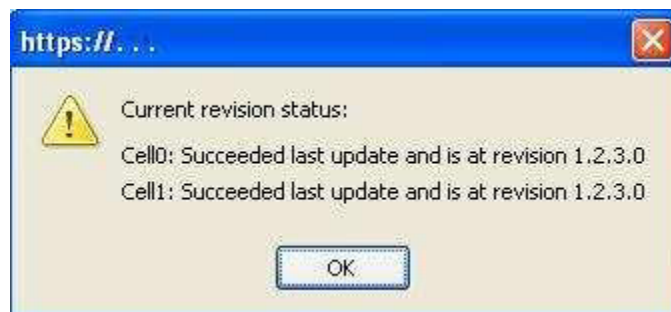 https://. . .
Current revision status:
Cell0: Succeeded last update and is at revision 1.2.3.0
Cell1: Succeeded last update and is at revision 1.2.3.0
OK